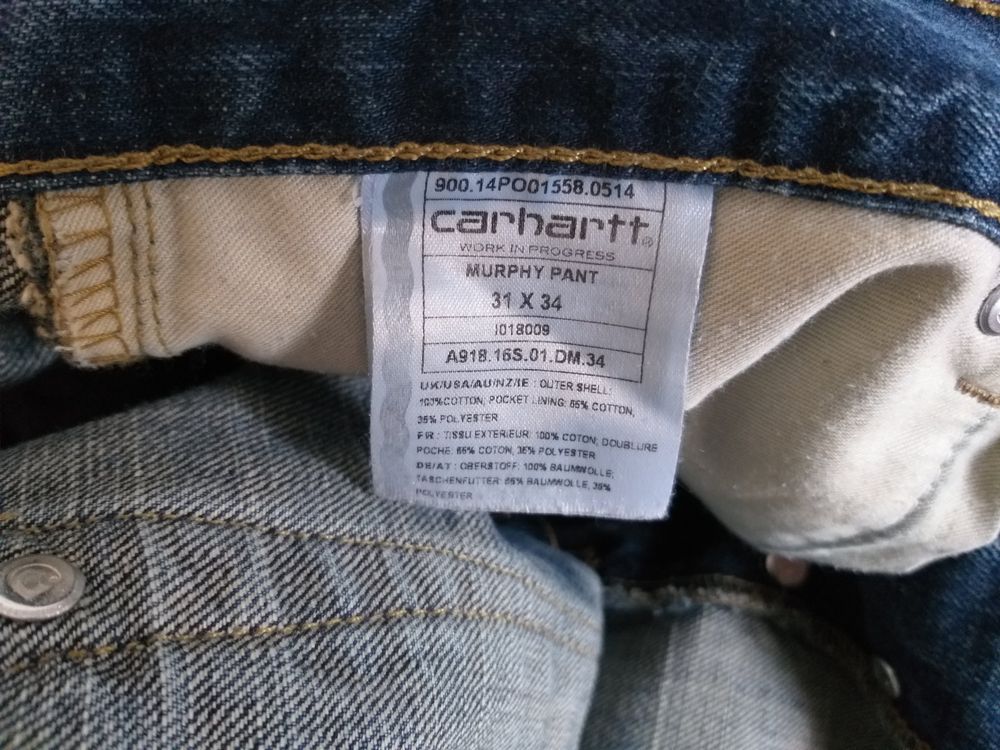 900.14PO01558.0514
carhartt®
WORK IN PROGRESS
MURPHY PANT
31 X 34
I018009
A918.16S.01.DM.34
UK/USA/AU/NZ/IE : OUTER SHELL:
100%COTTON; POCKET LINING: 65% COTTON,
35% POLYESTER
FR : TISSU EXTERIEUR: 100% COTON; DOUBLURE
POCHE: 65% COTON, 35% POLYESTER
DE/AT : OBERSTOFF: 100% BAUMWOLLE;
TASCHENFUTTER: 65% BAUMWOLLE, 35%
POLYESTER